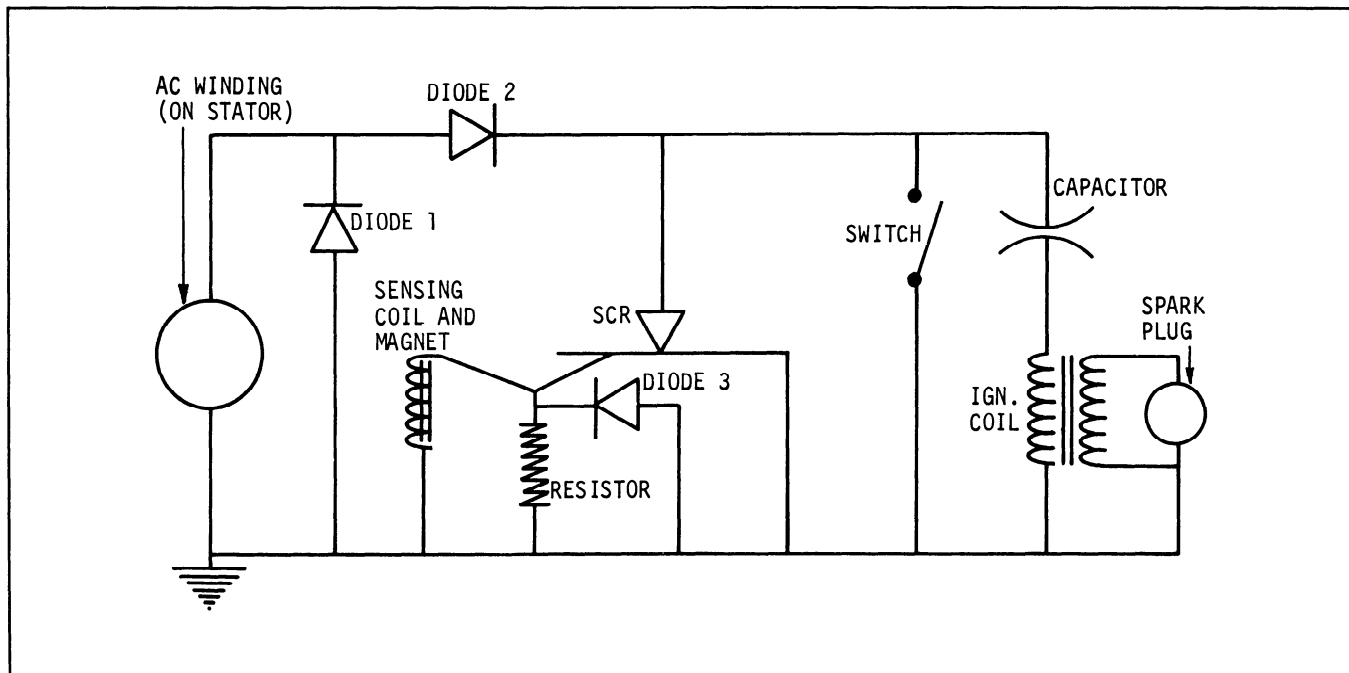 AC WINDING
(ON STATOR)
DIODE 2
DIODE 1
CAPACITOR
SWITCH
SENSING
COIL AND
MAGNET
SCR
SPARK
PLUG
DIODE 3
IGN.
COIL
RESISTOR